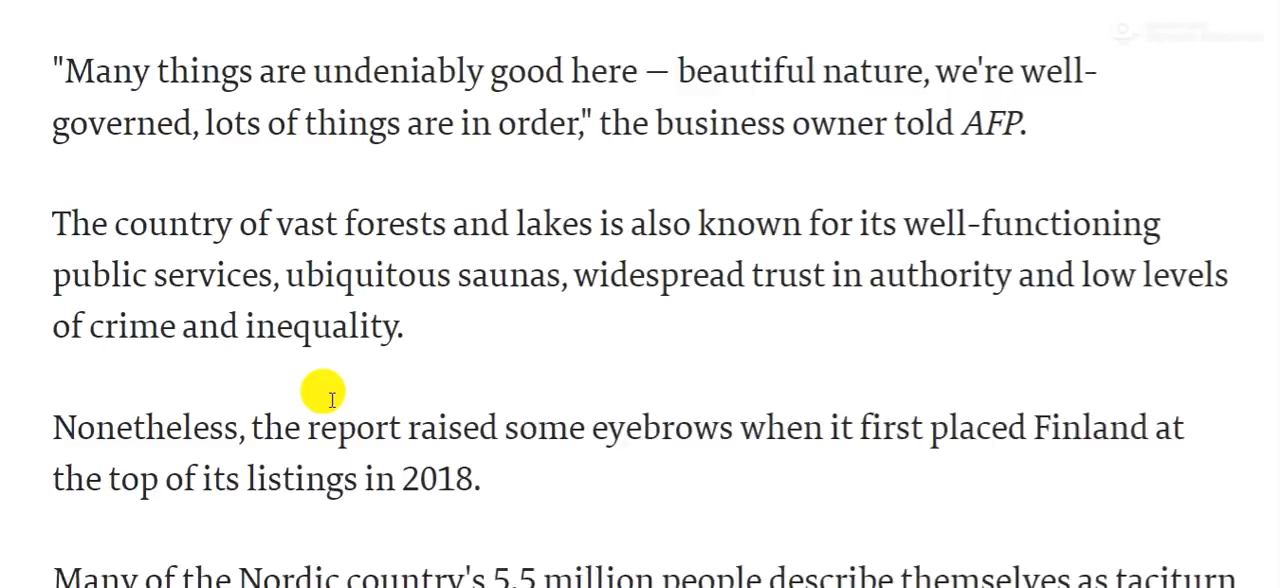 "Many things are undeniably good here — beautiful nature, we're well-
governed, lots of things are in order," the business owner told AFP.
The country of vast forests and lakes is also known for its well-functioning
public services, ubiquitous saunas, widespread trust in authority and low levels
of crime and inequality.
Nonetheless, the report raised some eyebrows when it first placed Finland at
the top of its listings in 2018.
Many of the Nordic country's 5.5 million people describe themselves as taciturn